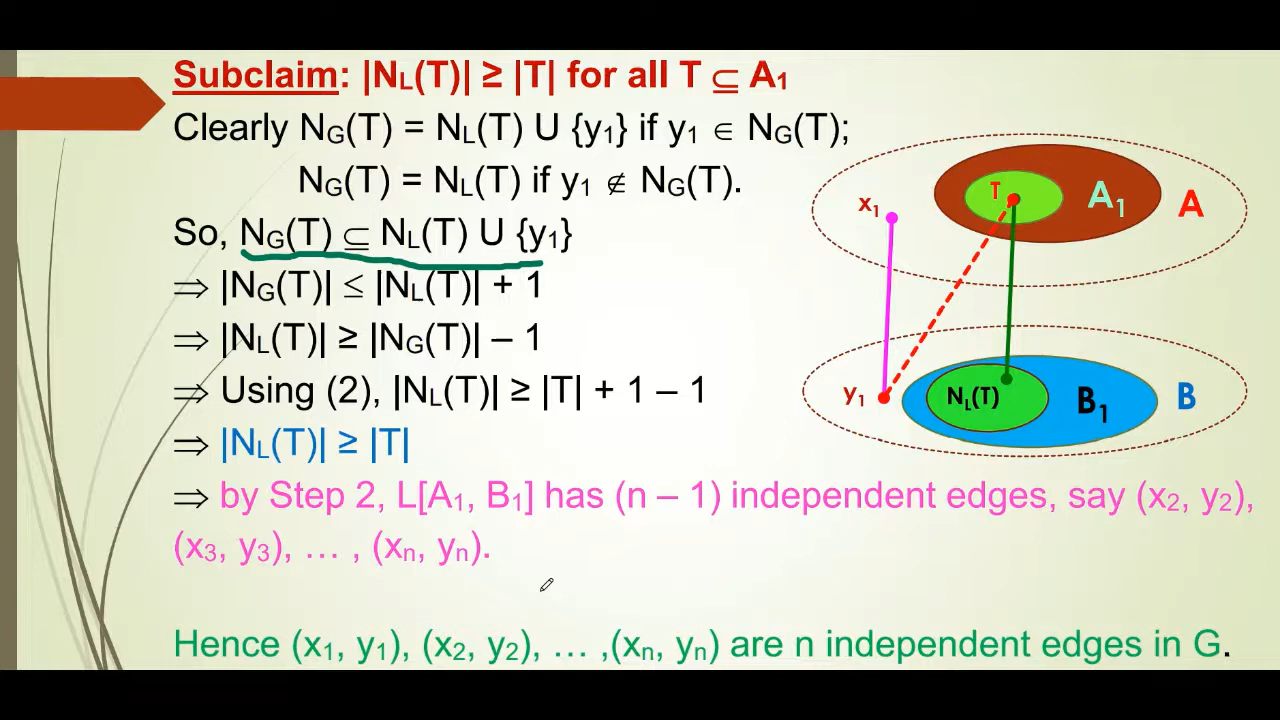 Subclaim: |N_L(T)| ≥ |T| for all T ⊆ A₁
Clearly N_G(T) = N_L(T) U {y₁} if y₁ ∈ N_G(T);
N_G(T) = N_L(T) if y₁ ∉ N_G(T).
So, N_G(T) ⊆ N_L(T) U {y₁}
⇒ |N_G(T)| ≤ |N_L(T)| + 1
⇒ |N_L(T)| ≥ |N_G(T)| – 1
⇒ Using (2), |N_L(T)| ≥ |T| + 1 – 1
⇒ |N_L(T)| ≥ |T|
⇒ by Step 2, L[A₁, B₁] has (n – 1) independent edges, say (x₂, y₂),
(x₃, y₃), … , (xₙ, yₙ).
Hence (x₁, y₁), (x₂, y₂), … ,(xₙ, yₙ) are n independent edges in G.
x₁
T
A₁
A
y₁
N_L(T)
B₁
B